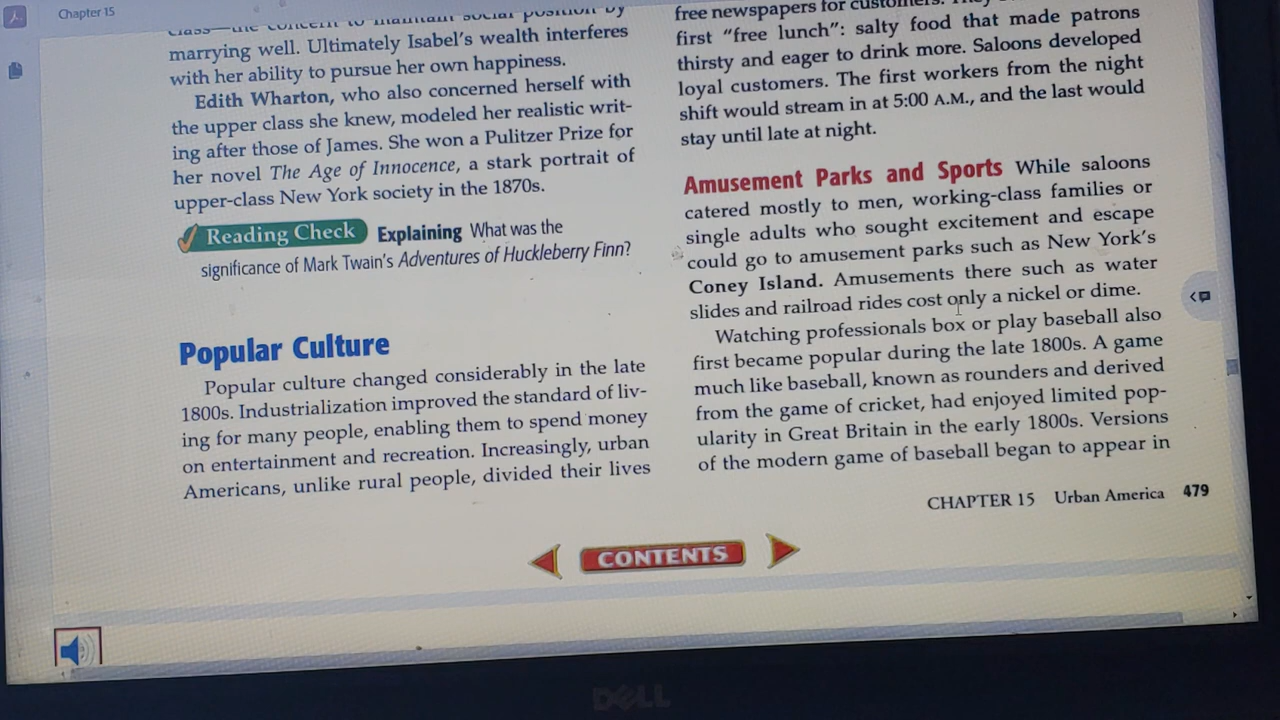 Chapter 15
class—the concern to maintain social position by
marrying well. Ultimately Isabel's wealth interferes
with her ability to pursue her own happiness.
Edith Wharton, who also concerned herself with
the upper class she knew, modeled her realistic writ-
ing after those of James. She won a Pulitzer Prize for
her novel The Age of Innocence, a stark portrait of
upper-class New York society in the 1870s.
Reading Check Explaining What was the
significance of Mark Twain's Adventures of Huckleberry Finn?
Popular Culture
Popular culture changed considerably in the late
1800s. Industrialization improved the standard of liv-
ing for many people, enabling them to spend money
on entertainment and recreation. Increasingly, urban
Americans, unlike rural people, divided their lives
free newspapers for customers. They
first "free lunch": salty food that made patrons
thirsty and eager to drink more. Saloons developed
loyal customers. The first workers from the night
shift would stream in at 5:00 A.M., and the last would
stay until late at night.
Amusement Parks and Sports While saloons
catered mostly to men, working-class families or
single adults who sought excitement and escape
could go to amusement parks such as New York's
Coney Island. Amusements there such as water
slides and railroad rides cost only a nickel or dime.
Watching professionals box or play baseball also
first became popular during the late 1800s. A game
much like baseball, known as rounders and derived
from the game of cricket, had enjoyed limited pop-
ularity in Great Britain in the early 1800s. Versions
of the modern game of baseball began to appear in
CHAPTER 15 Urban America 479
CONTENTS
DELL